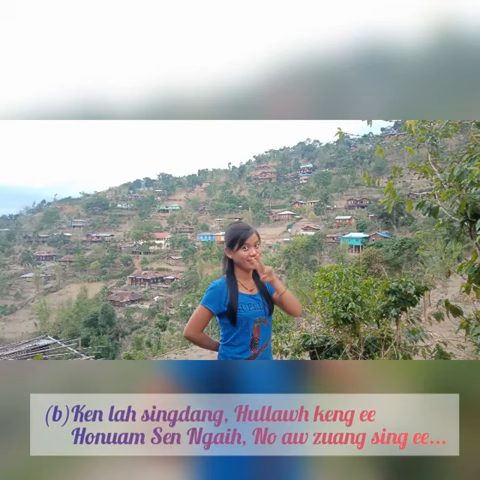 (b)Ken lah singdang, Hullawh keng ee
Honuam Sen Ngaih, No aw zuang sing ee...